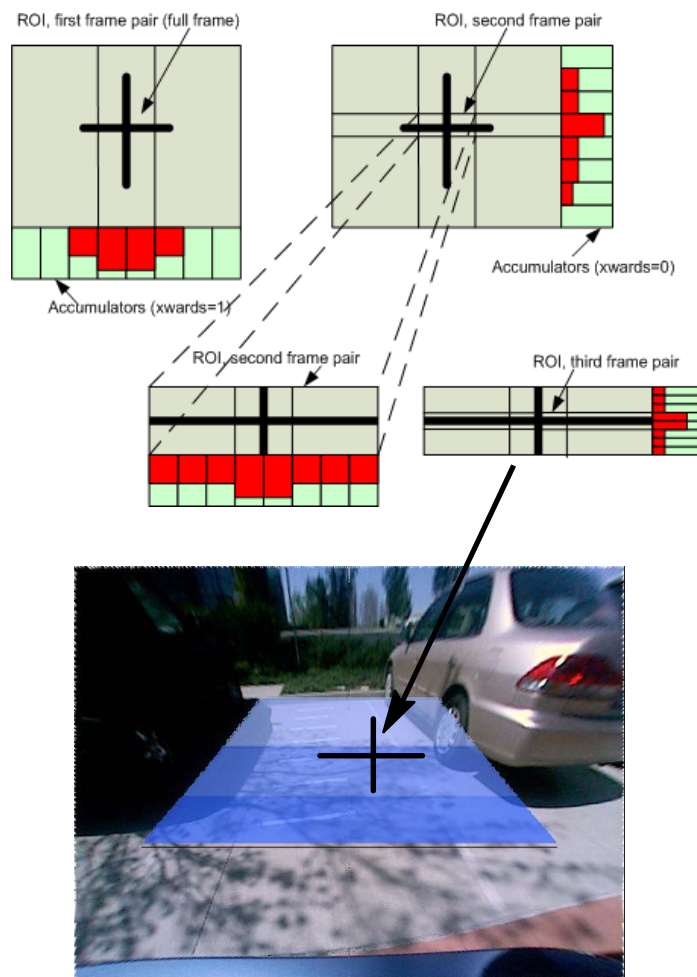 ROI, first frame pair (full frame)
ROI, second frame pair
Accumulators (xwards=1)
Accumulators (xwards=0)
ROI, second frame pair
ROI, third frame pair